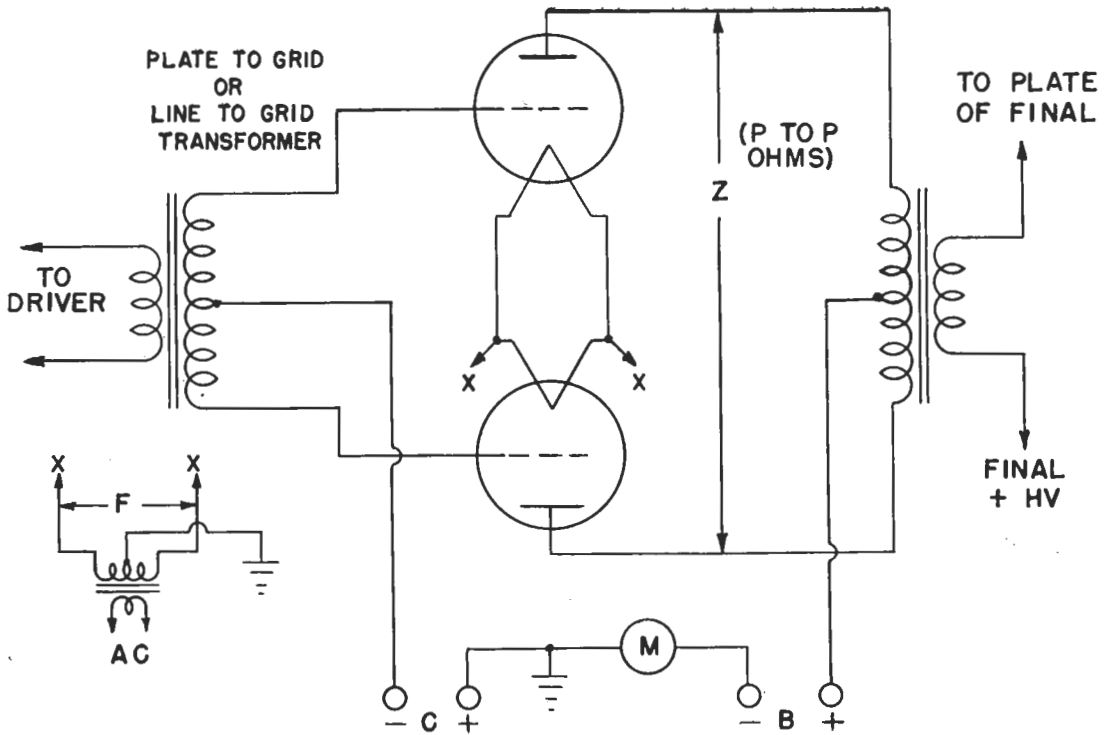 PLATE TO GRID
OR
LINE TO GRID
TRANSFORMER
TO PLATE
OF FINAL
(P TO P
OHMS)
Z
TO
DRIVER
X
X
X
X
F
FINAL
+ HV
AC
M
- C +
- B +